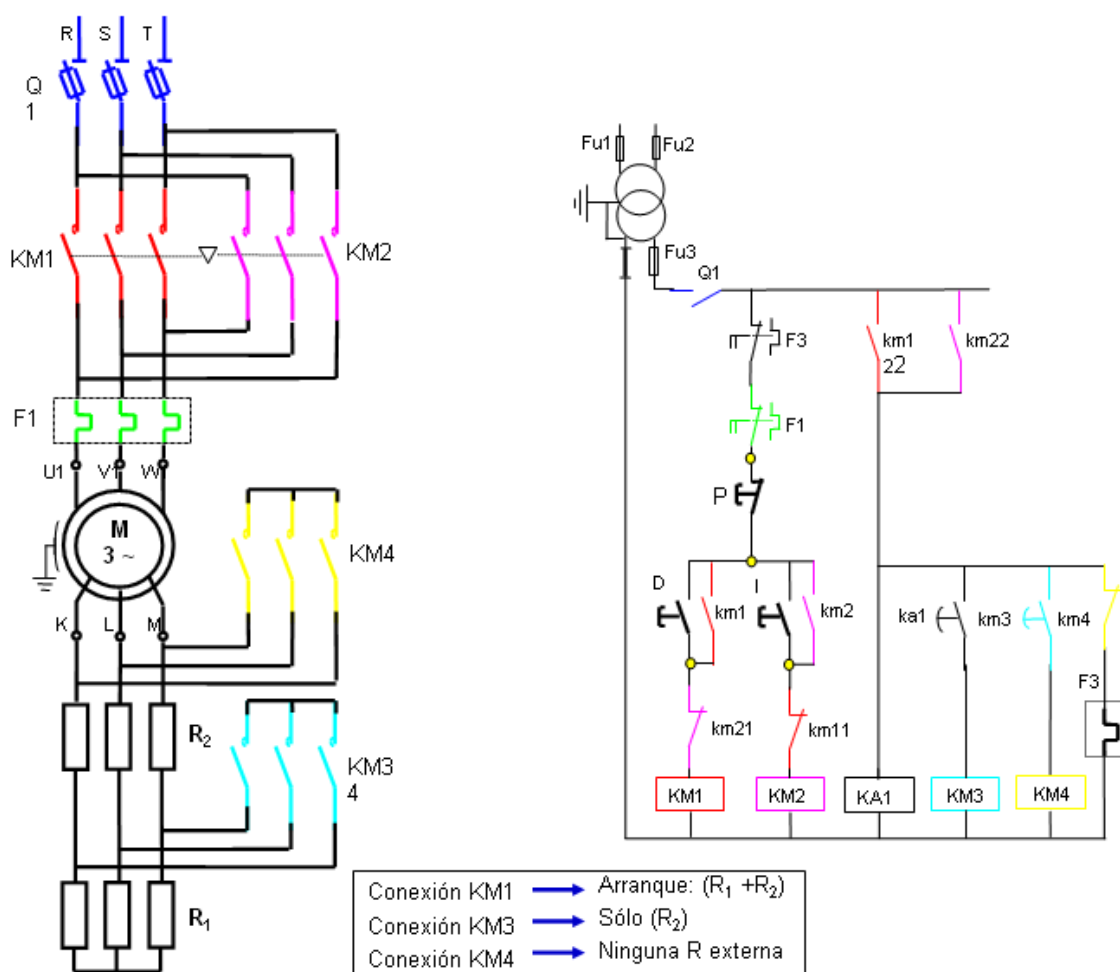 R S T
Q
1
KM1
KM2
F1
U1 V1 W
M
3 ~
KM4
K L M
R2
KM3
4
R1
Fu1
Fu2
Fu3
Q1
F3
km1
22
km22
F1
P
D
I
km1
km2
ka1
km3
km4
F3
km21
km11
KM1
KM2
KA1
KM3
KM4
Conexión KM1 Arranque: (R1 +R2)
Conexión KM3 Sólo (R2)
Conexión KM4 Ninguna R externa